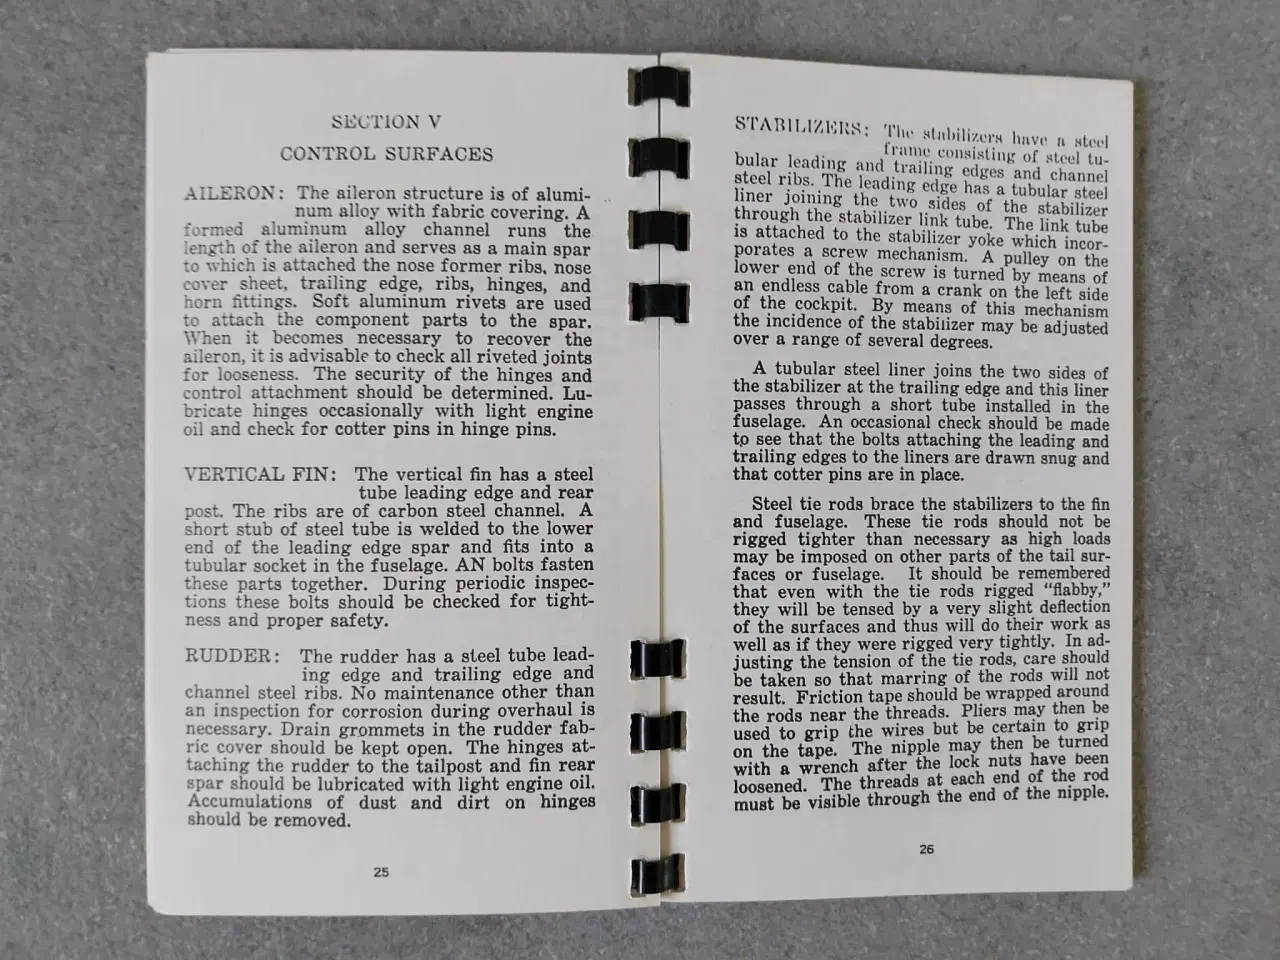 SECTION V
CONTROL SURFACES
AILERON: The aileron structure is of alumi-
num alloy with fabric covering. A
formed aluminum alloy channel runs the
length of the aileron and serves as a main spar
to which is attached the nose former ribs, nose
cover sheet, trailing edge, ribs, hinges, and
horn fittings. Soft aluminum rivets are used
to attach the component parts to the spar.
When it becomes necessary to recover the
aileron, it is advisable to check all riveted joints
for looseness. The security of the hinges and
control attachment should be determined. Lu-
bricate hinges occasionally with light engine
oil and check for cotter pins in hinge pins.
VERTICAL FIN: The vertical fin has a steel
tube leading edge and rear
post. The ribs are of carbon steel channel. A
short stub of steel tube is welded to the lower
end of the leading edge spar and fits into a
tubular socket in the fuselage. AN bolts fasten
these parts together. During periodic inspec-
tions these bolts should be checked for tight-
ness and proper safety.
RUDDER: The rudder has a steel tube lead-
ing edge and trailing edge and
channel steel ribs. No maintenance other than
an inspection for corrosion during overhaul is
necessary. Drain grommets in the rudder fab-
ric cover should be kept open. The hinges at-
taching the rudder to the tailpost and fin rear
spar should be lubricated with light engine oil.
Accumulations of dust and dirt on hinges
should be removed.
25
STABILIZERS: The stabilizers have a steel
frame consisting of steel tu-
bular leading and trailing edges and channel
steel ribs. The leading edge has a tubular steel
liner joining the two sides of the stabilizer
through the stabilizer link tube. The link tube
is attached to the stabilizer yoke which incor-
porates a screw mechanism. A pulley on the
lower end of the screw is turned by means of
an endless cable from a crank on the left side
of the cockpit. By means of this mechanism
the incidence of the stabilizer may be adjusted
over a range of several degrees.
A tubular steel liner joins the two sides of
the stabilizer at the trailing edge and this liner
passes through a short tube installed in the
fuselage. An occasional check should be made
to see that the bolts attaching the leading and
trailing edges to the liners are drawn snug and
that cotter pins are in place.
Steel tie rods brace the stabilizers to the fin
and fuselage. These tie rods should not be
rigged tighter than necessary as high loads
may be imposed on other parts of the tail sur-
faces or fuselage. It should be remembered
that even with the tie rods rigged “flabby,”
they will be tensed by a very slight deflection
of the surfaces and thus will do their work as
well as if they were rigged very tightly. In ad-
justing the tension of the tie rods, care should
be taken so that marring of the rods will not
result. Friction tape should be wrapped around
the rods near the threads. Pliers may then be
used to grip the wires but be certain to grip
on the tape. The nipple may then be turned
with a wrench after the lock nuts have been
loosened. The threads at each end of the rod
must be visible through the end of the nipple.
26